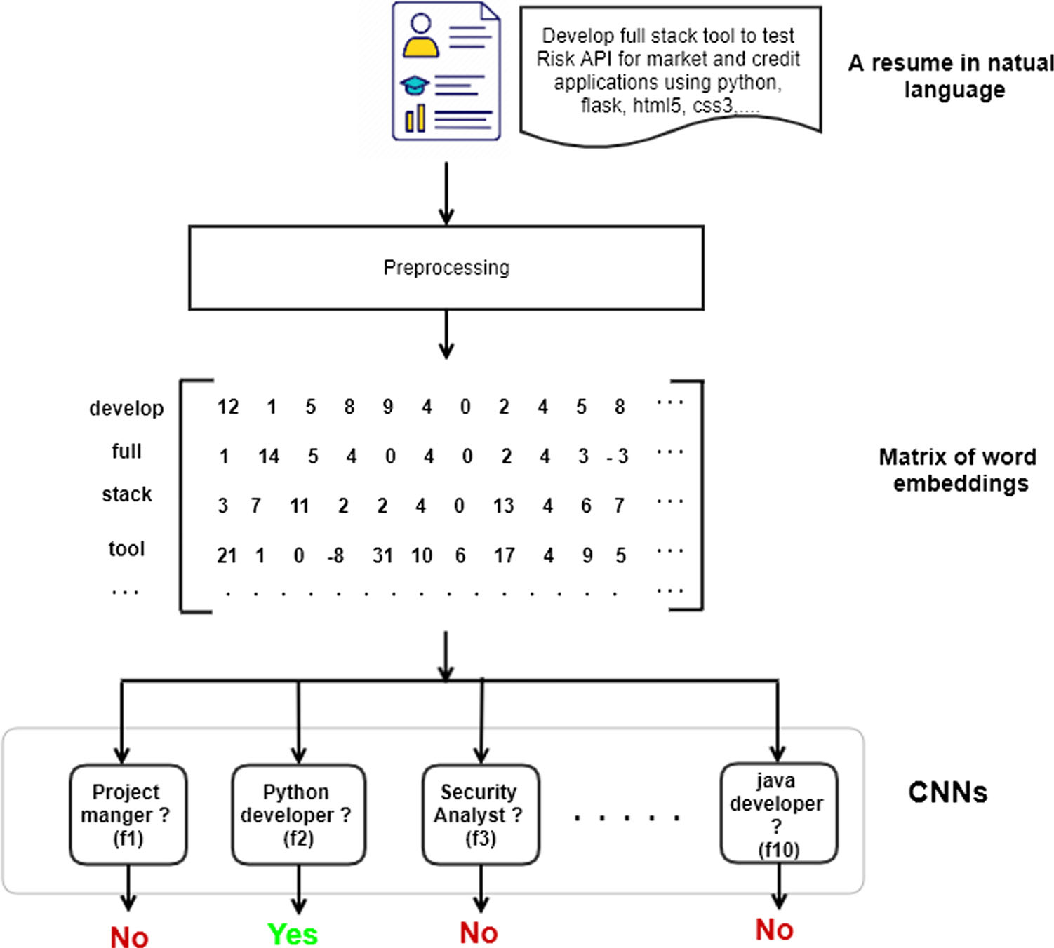 Develop full stack tool to test
Risk API for market and credit
applications using python,
flask, html5, css3,....
A resume in natual
language
Preprocessing
develop 12 1 5 8 9 4 0 2 4 5 8 ...
full 1 14 5 4 0 4 0 2 4 3 - 3 ...
stack 3 7 11 2 2 4 0 13 4 6 7 ...
tool 21 1 0 -8 31 10 6 17 4 9 5 ...
... . . . . . . . . . . . . . . . ...
Matrix of word
embeddings
Project
manger ?
(f1)
Python
developer ?
(f2)
Security
Analyst ?
(f3)
. . . . .
java
developer
?
(f10)
CNNs
No
Yes
No
No